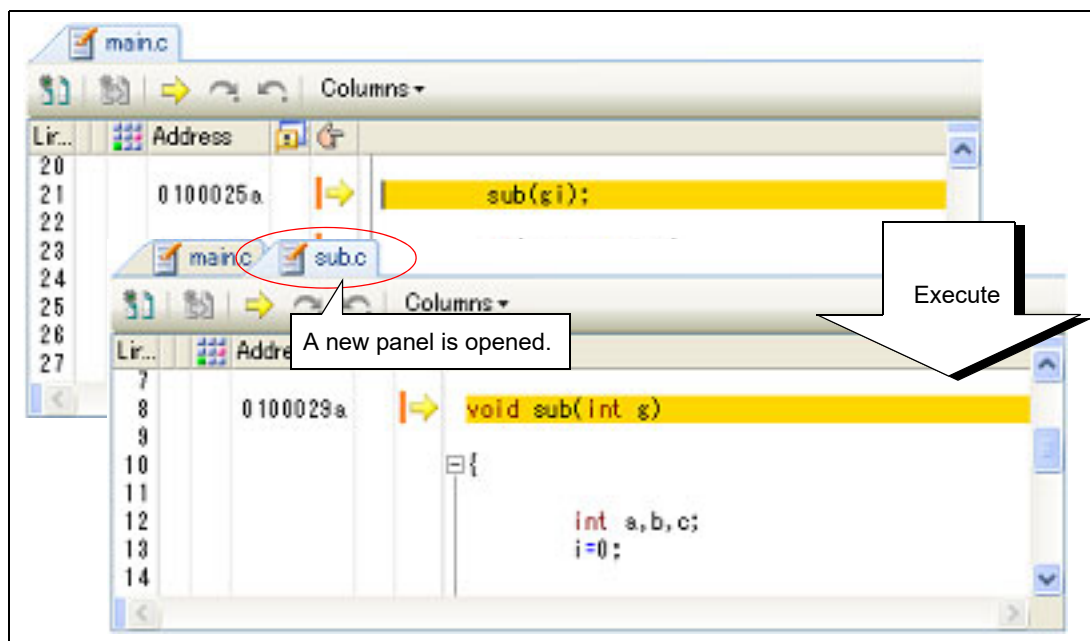 main.c
Columns
Lir... Address
20
21 0100025a sub(gi);
22
23
24
25
26
27
main.c sub.c
Columns
A new panel is opened.
Execute
Lir... Addre
7
8 0100029a void sub(int g)
9
10 {
11
12 int a,b,c;
13 i=0;
14